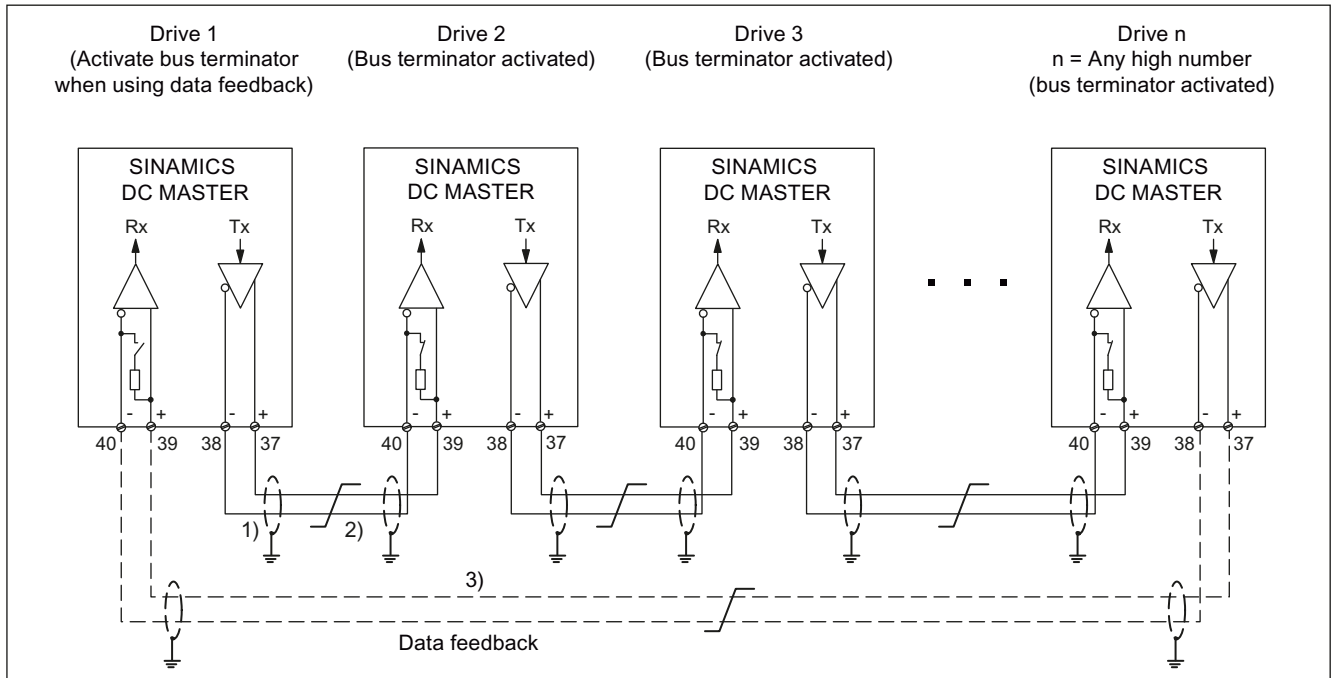 Drive 1
(Activate bus terminator
when using data feedback)
Drive 2
(Bus terminator activated)
Drive 3
(Bus terminator activated)
Drive n
n = Any high number
(bus terminator activated)
SINAMICS
DC MASTER
Rx Tx
SINAMICS
DC MASTER
Rx Tx
SINAMICS
DC MASTER
Rx Tx
SINAMICS
DC MASTER
Rx Tx
- + - +
40 39 38 37
- + - +
40 39 38 37
- + - +
40 39 38 37
- + - +
40 39 38 37
1) 2)
3)
Data feedback